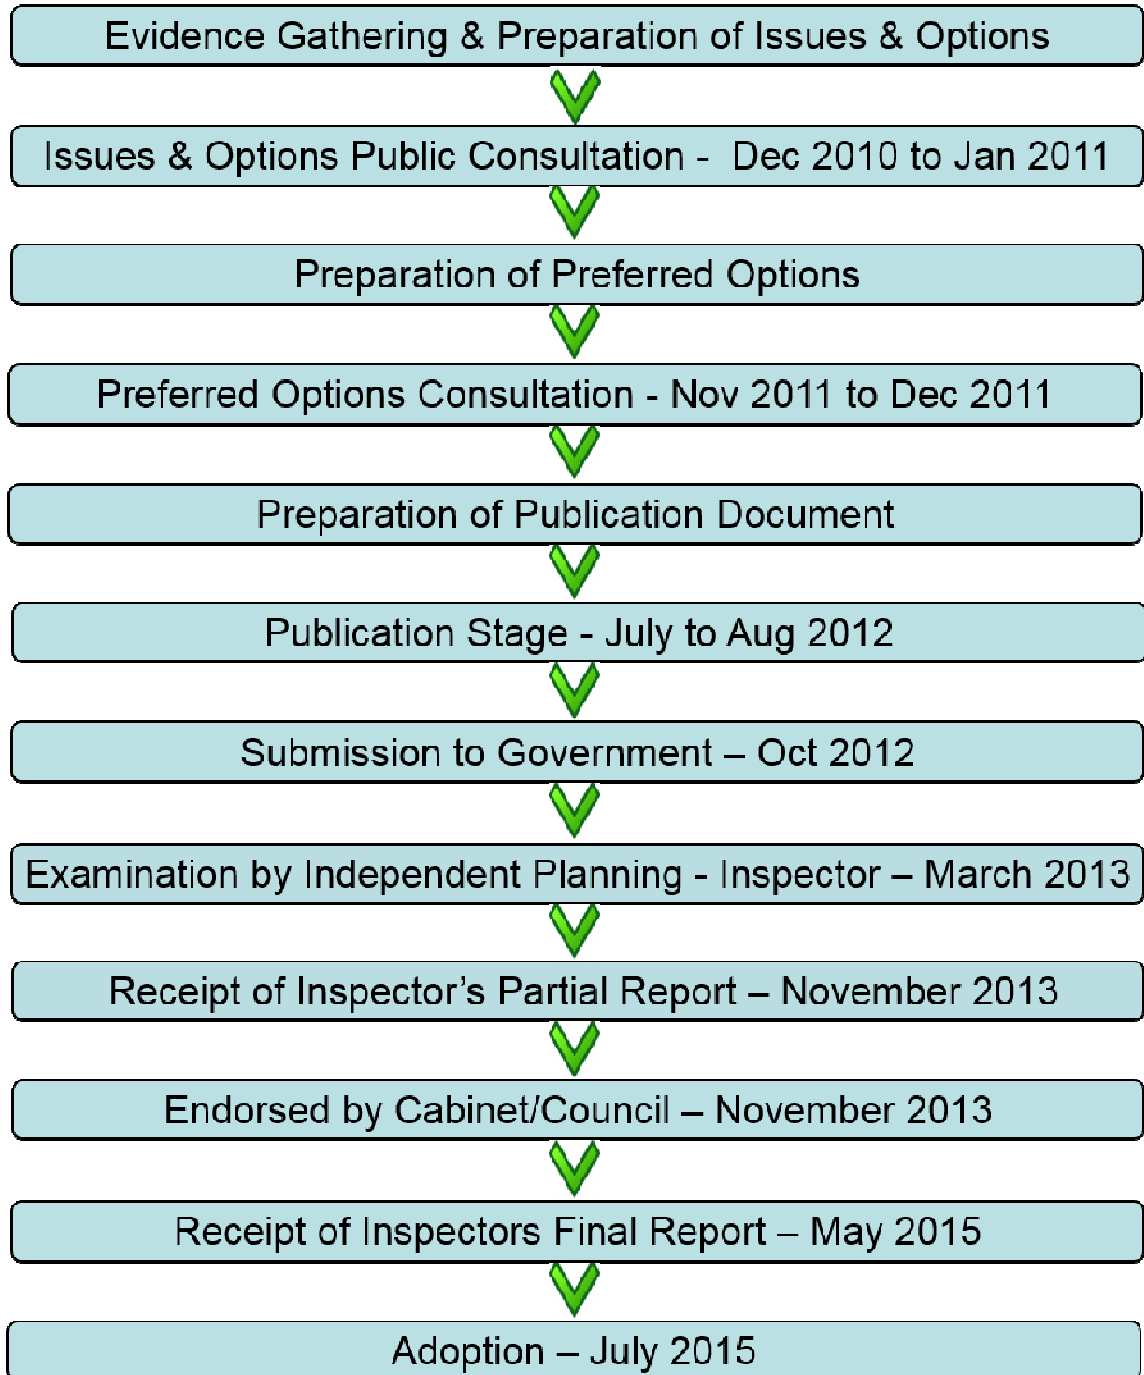 Evidence Gathering & Preparation of Issues & Options
Issues & Options Public Consultation - Dec 2010 to Jan 2011
Preparation of Preferred Options
Preferred Options Consultation - Nov 2011 to Dec 2011
Preparation of Publication Document
Publication Stage - July to Aug 2012
Submission to Government – Oct 2012
Examination by Independent Planning - Inspector – March 2013
Receipt of Inspector’s Partial Report – November 2013
Endorsed by Cabinet/Council – November 2013
Receipt of Inspectors Final Report – May 2015
Adoption – July 2015